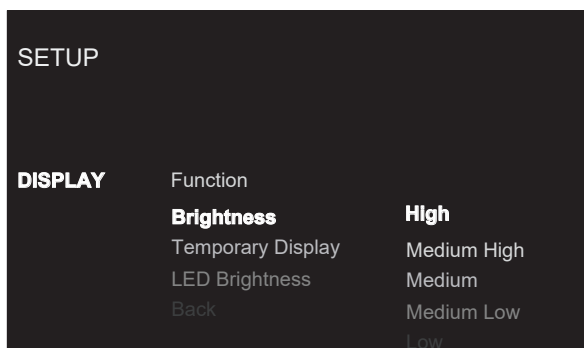 SETUP
DISPLAY Function
Brightness High
Temporary Display Medium High
LED Brightness Medium
Back Medium Low
Low